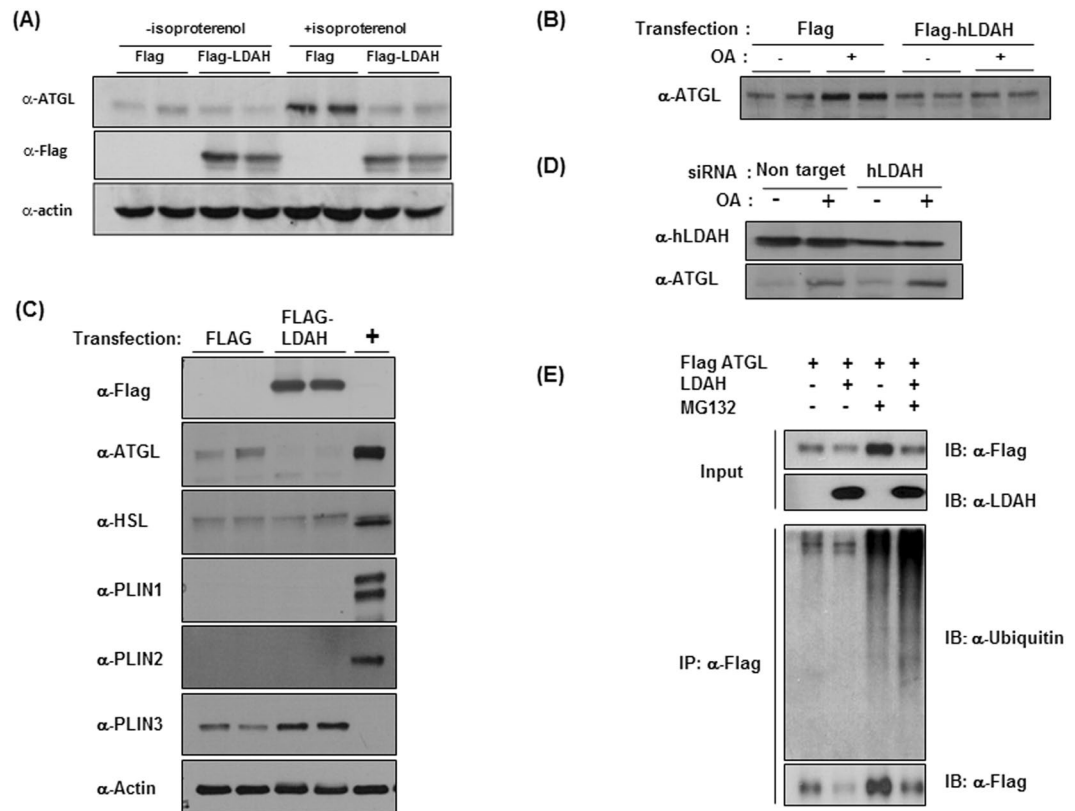 (A)
-isoproterenol +isoproterenol
Flag Flag-LDAH Flag Flag-LDAH
α-ATGL
α-Flag
α-actin
(B)
Transfection : Flag Flag-hLDAH
OA : - + - +
α-ATGL
(D)
siRNA : Non target hLDAH
OA : - + - +
α-hLDAH
α-ATGL
(C)
Transfection: FLAG FLAG-LDAH +
α-Flag
α-ATGL
α-HSL
α-PLIN1
α-PLIN2
α-PLIN3
α-Actin
(E)
Flag ATGL + + + +
LDAH - + - +
MG132 - - + +
Input
IB: α-Flag
IB: α-LDAH
IP: α-Flag
IB: α-Ubiquitin
IB: α-Flag